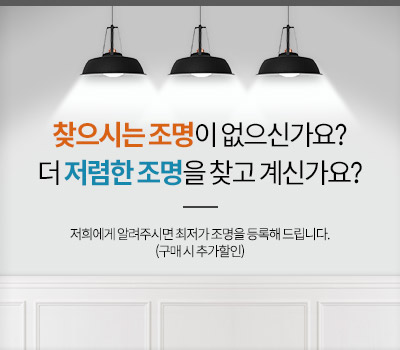 찾으시는 조명이 없으신가요?
더 저렴한 조명을 찾고 계신가요?
저희에게 알려주시면 최저가 조명을 등록해 드립니다.
(구매 시 추가할인)